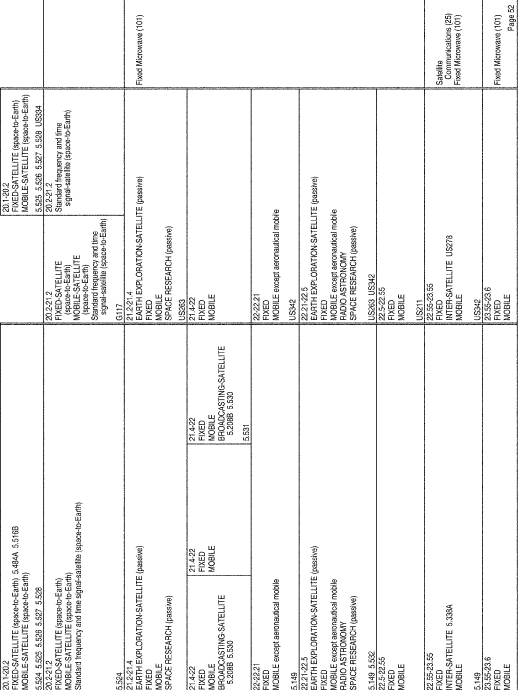 20.1-20.2
FIXED-SATELLITE (space-to-Earth) 5.484A 5.516B
MOBILE-SATELLITE (space-to-Earth)
5.524 5.525 5.526 5.527 5.528
20.1-20.2
FIXED-SATELLITE (space-to-Earth)
MOBILE-SATELLITE (space-to-Earth)
5.525 5.526 5.527 5.528 US334
20.2-21.2
FIXED-SATELLITE (space-to-Earth)
MOBILE-SATELLITE (space-to-Earth)
Standard frequency and time signal-satellite (space-to-Earth)
5.524
20.2-21.2
FIXED-SATELLITE
(space-to-Earth)
MOBILE-SATELLITE
(space-to-Earth)
Standard frequency and time
signal-satellite (space-to-Earth)
G117
20.2-21.2
Standard frequency and time
signal-satellite (space-to-Earth)
21.2-21.4
EARTH EXPLORATION-SATELLITE (passive)
FIXED
MOBILE
SPACE RESEARCH (passive)
21.2-21.4
EARTH EXPLORATION-SATELLITE (passive)
FIXED
MOBILE
SPACE RESEARCH (passive)
US263
Fixed Microwave (101)
21.4-22
FIXED
MOBILE
BROADCASTING-SATELLITE
5.208B 5.530
21.4-22
FIXED
MOBILE
21.4-22
FIXED
MOBILE
BROADCASTING-SATELLITE
5.208B 5.530
5.531
21.4-22
FIXED
MOBILE
22-22.21
FIXED
MOBILE except aeronautical mobile
5.149
22-22.21
FIXED
MOBILE except aeronautical mobile
US342
22.21-22.5
EARTH EXPLORATION-SATELLITE (passive)
FIXED
MOBILE except aeronautical mobile
RADIO ASTRONOMY
SPACE RESEARCH (passive)
5.149 5.532
22.21-22.5
EARTH EXPLORATION-SATELLITE (passive)
FIXED
MOBILE except aeronautical mobile
RADIO ASTRONOMY
SPACE RESEARCH (passive)
US263 US342
22.5-22.55
FIXED
MOBILE
22.5-22.55
FIXED
MOBILE
US211
22.55-23.55
FIXED
INTER-SATELLITE 5.338A
MOBILE
5.149
22.55-23.55
FIXED
INTER-SATELLITE US278
MOBILE
US342
Satellite
Communications (25)
Fixed Microwave (101)
23.55-23.6
FIXED
MOBILE
23.55-23.6
FIXED
MOBILE
Fixed Microwave (101)
Page 52